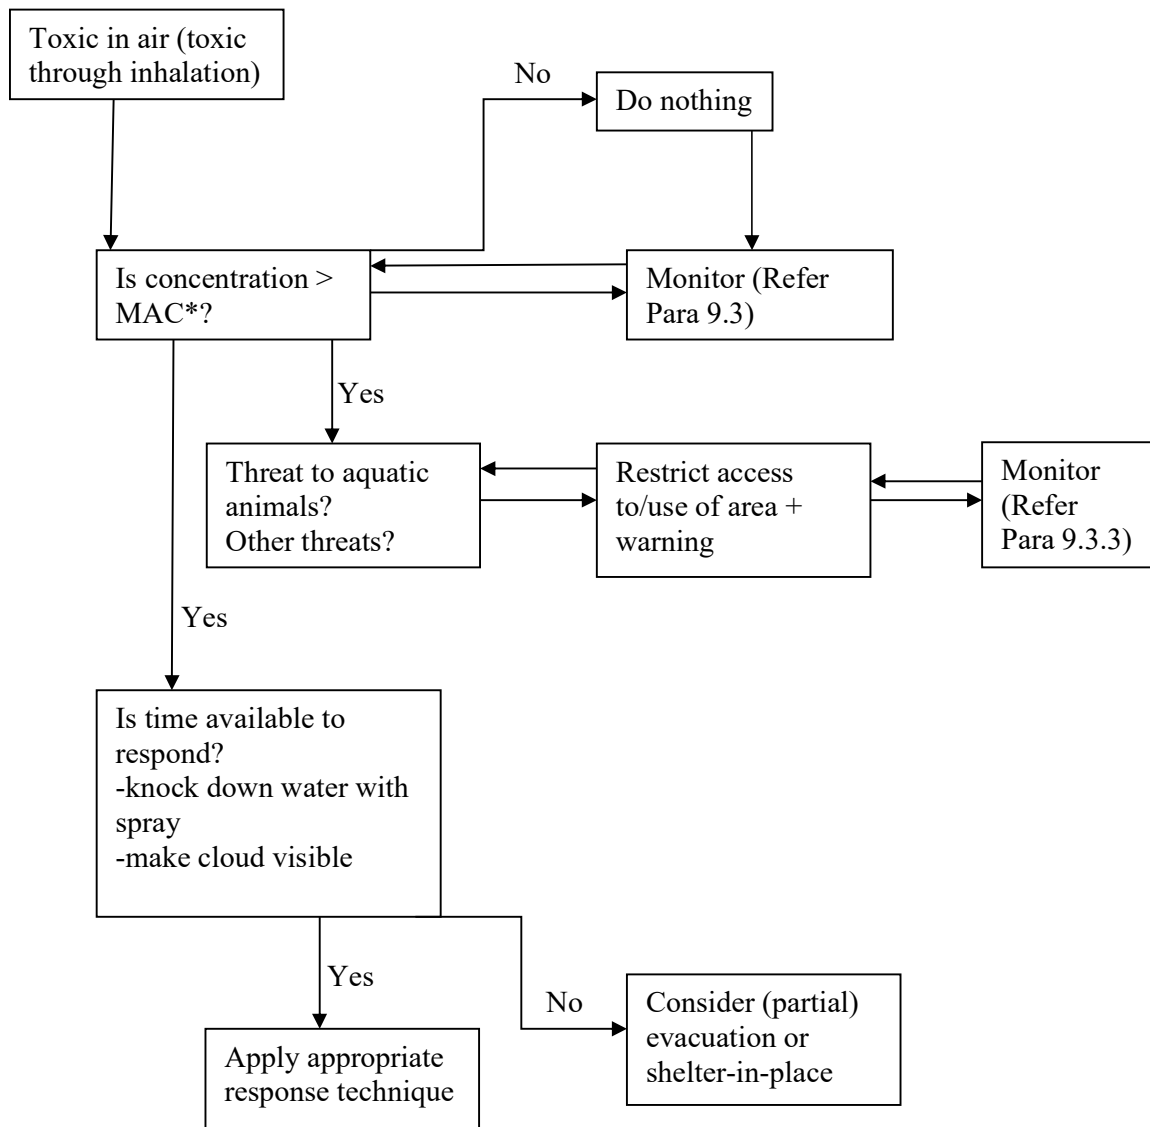 Toxic in air (toxic
through inhalation)
No
Do nothing
Is concentration >
MAC*?
Monitor (Refer
Para 9.3)
Yes
Threat to aquatic
animals?
Other threats?
Restrict access
to/use of area +
warning
Monitor
(Refer
Para 9.3.3)
Yes
Is time available to
respond?
-knock down water with
spray
-make cloud visible
Yes
No
Consider (partial)
evacuation or
shelter-in-place
Apply appropriate
response technique